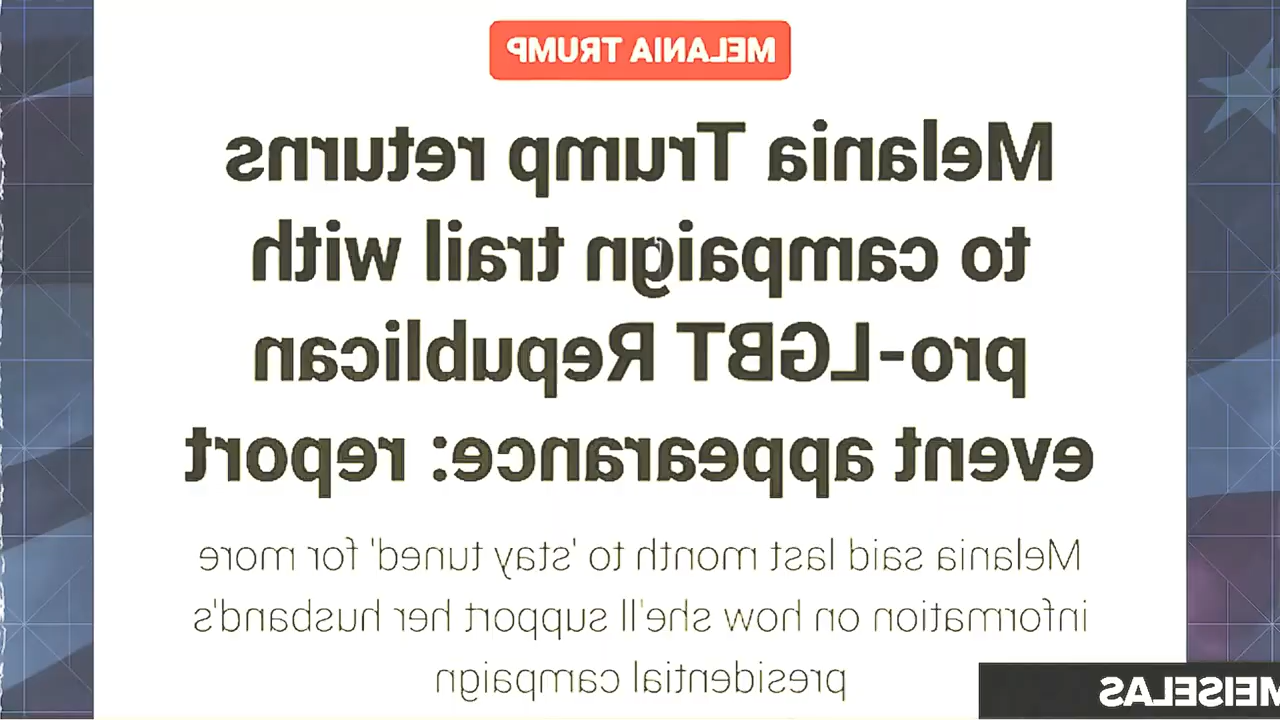 MELANIA TRUMP
Melania Trump returns
to campaign trail with
pro-LGBT Republican
event appearance: report
Melania said last month to 'stay tuned' for more
information on how she'll support her husband's
presidential campaign
MEISELAS